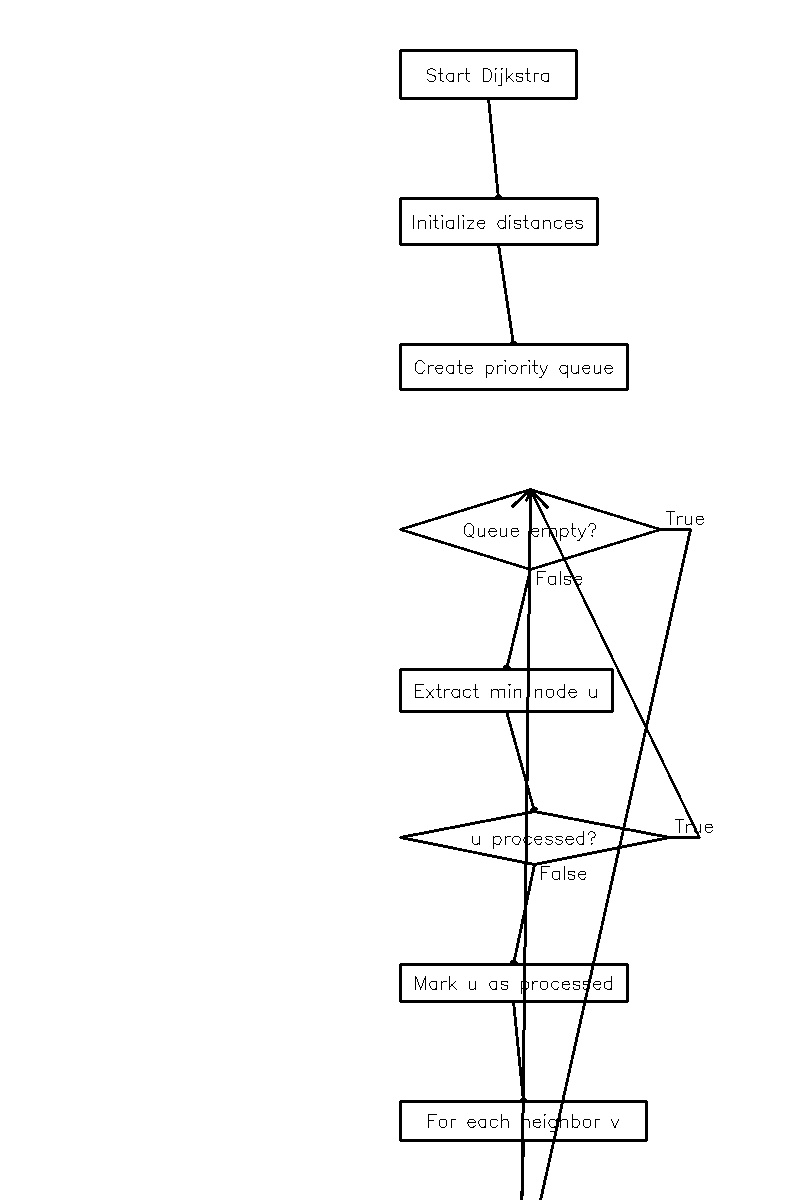 Start Dijkstra
Initialize distances
Create priority queue
Queue empty?
True
False
Extract min node u
u processed?
True
False
Mark u as processed
For each neighbor v